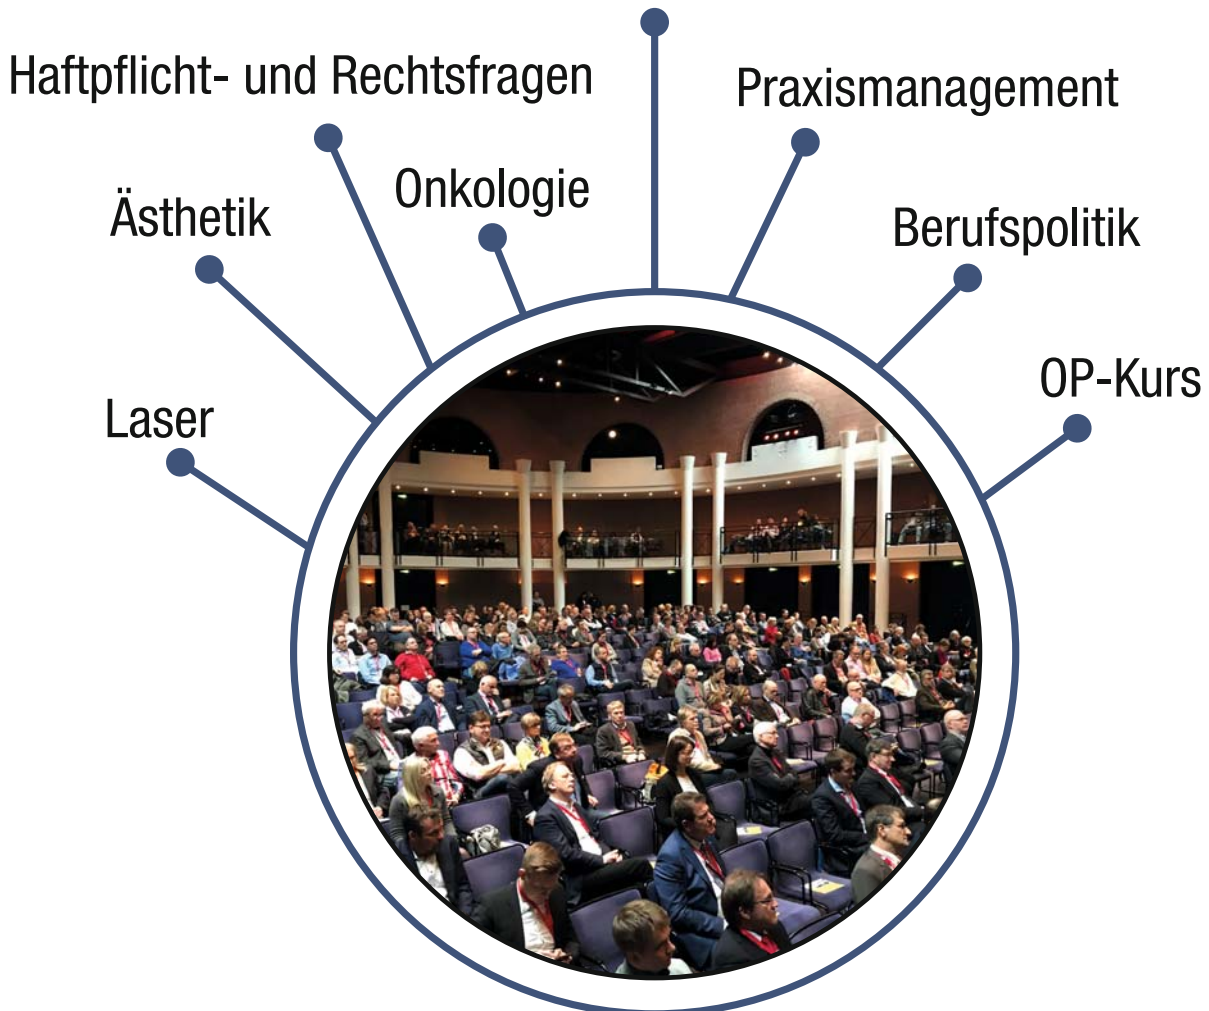 Haftpflicht- und Rechtsfragen
Praxismanagement
Onkologie
Ästhetik
Berufspolitik
OP-Kurs
Laser